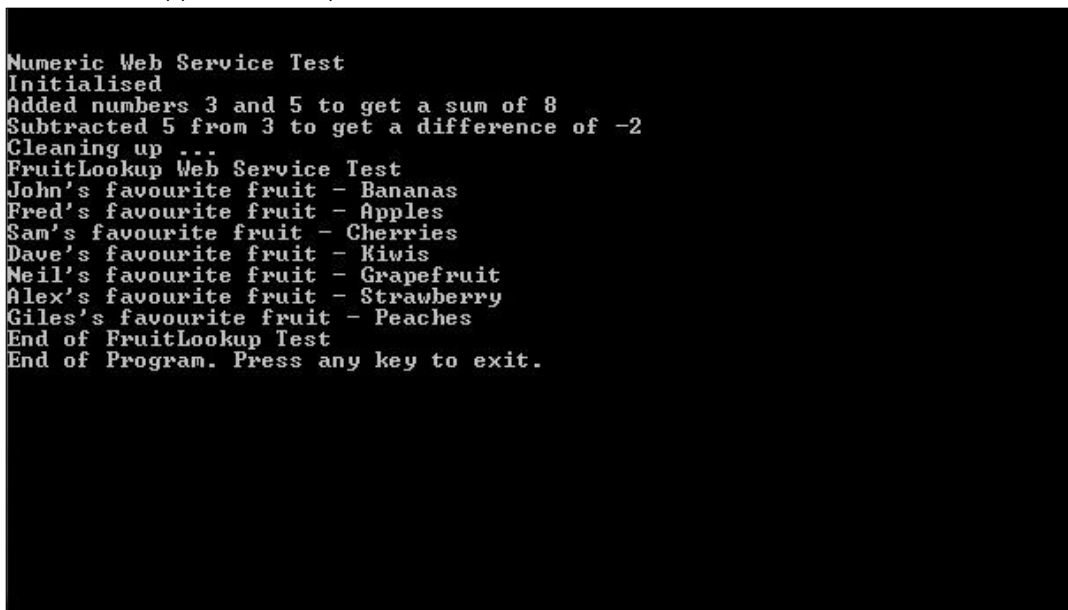 Numeric Web Service Test
Initialised
Added numbers 3 and 5 to get a sum of 8
Subtracted 5 from 3 to get a difference of -2
Cleaning up ...
FruitLookup Web Service Test
John's favourite fruit - Bananas
Fred's favourite fruit - Apples
Sam's favourite fruit - Cherries
Dave's favourite fruit - Kiwis
Neil's favourite fruit - Grapefruit
Alex's favourite fruit - Strawberry
Giles's favourite fruit - Peaches
End of FruitLookup Test
End of Program. Press any key to exit.